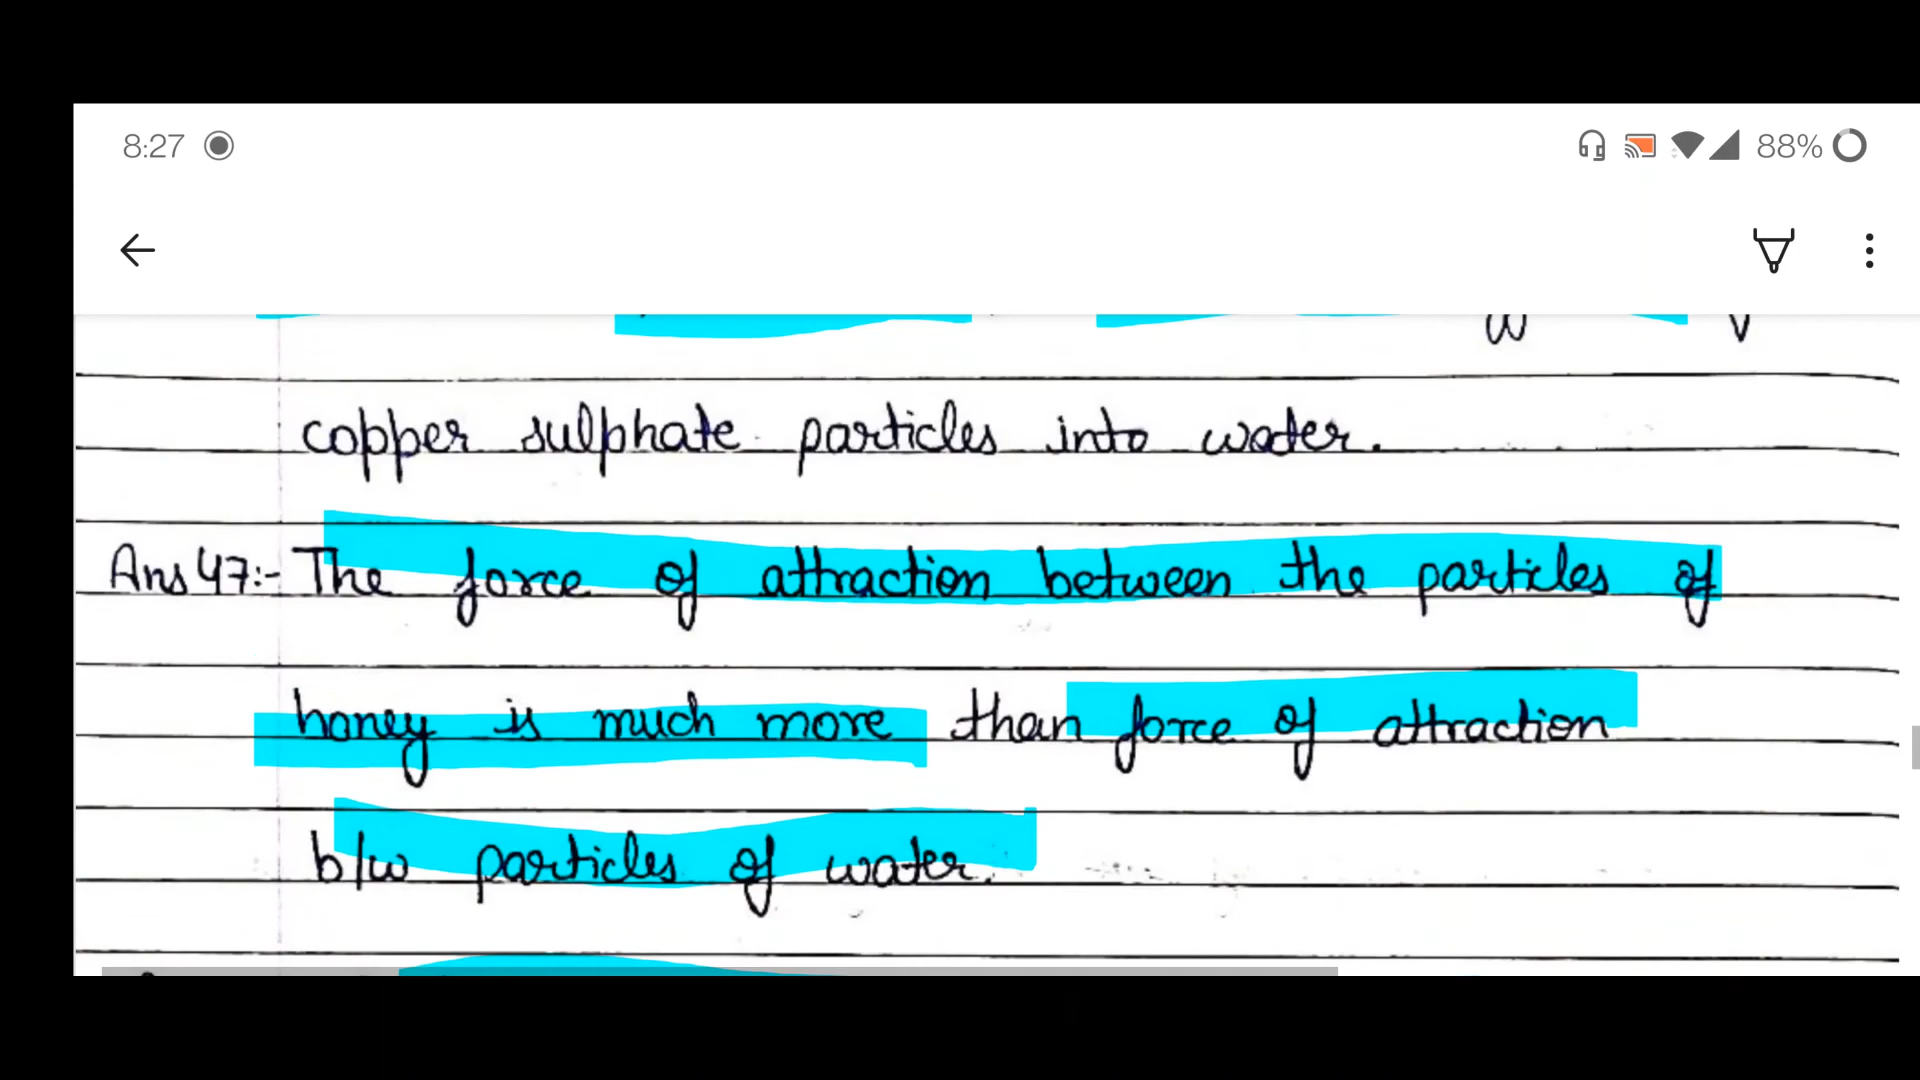 8:27 88%
copper sulphate particles into water.
Ans 47:- The force of attraction between the particles of
honey is much more than force of attraction
b/w particles of water.